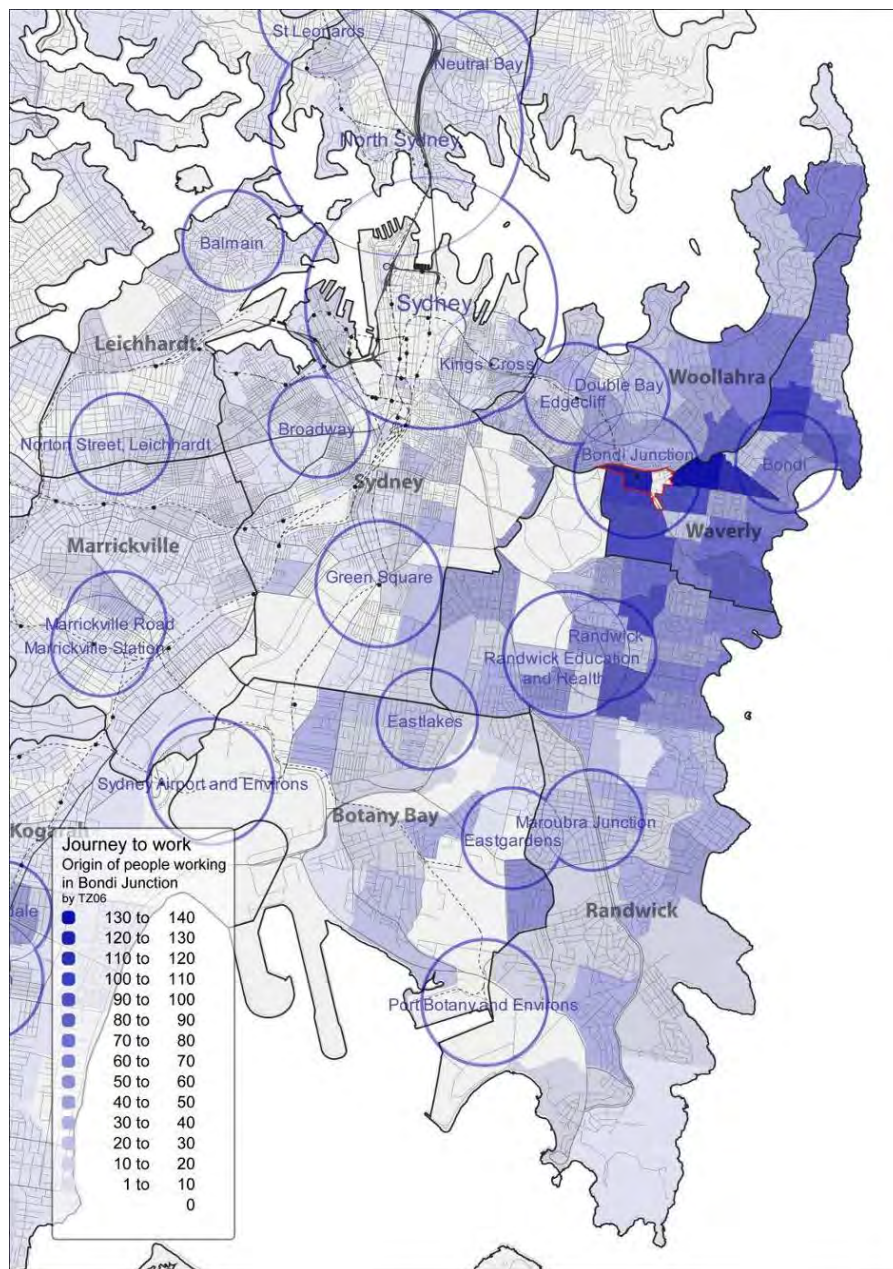 St Leonards
Neutral Bay
North Sydney
Balmain
Sydney
Leichhardt
Kings Cross
Double Bay
Woollahra
Edgecliff
Norton Street, Leichhardt
Broadway
Bondi Junction
Bondi
Sydney
Waverly
Marrickville
Green Square
Marrickville Road
Marrickville Station
Randwick
Randwick Education
and Health
Eastlakes
Sydney Airport and Environs
Botany Bay
Maroubra Junction
Eastgardens
Kogarah
Randwick
Port Botany and Environs
dale
Journey to work
Origin of people working
in Bondi Junction
by TZ06
130 to 140
120 to 130
110 to 120
100 to 110
90 to 100
80 to 90
70 to 80
60 to 70
50 to 60
40 to 50
30 to 40
20 to 30
10 to 20
1 to 10
0